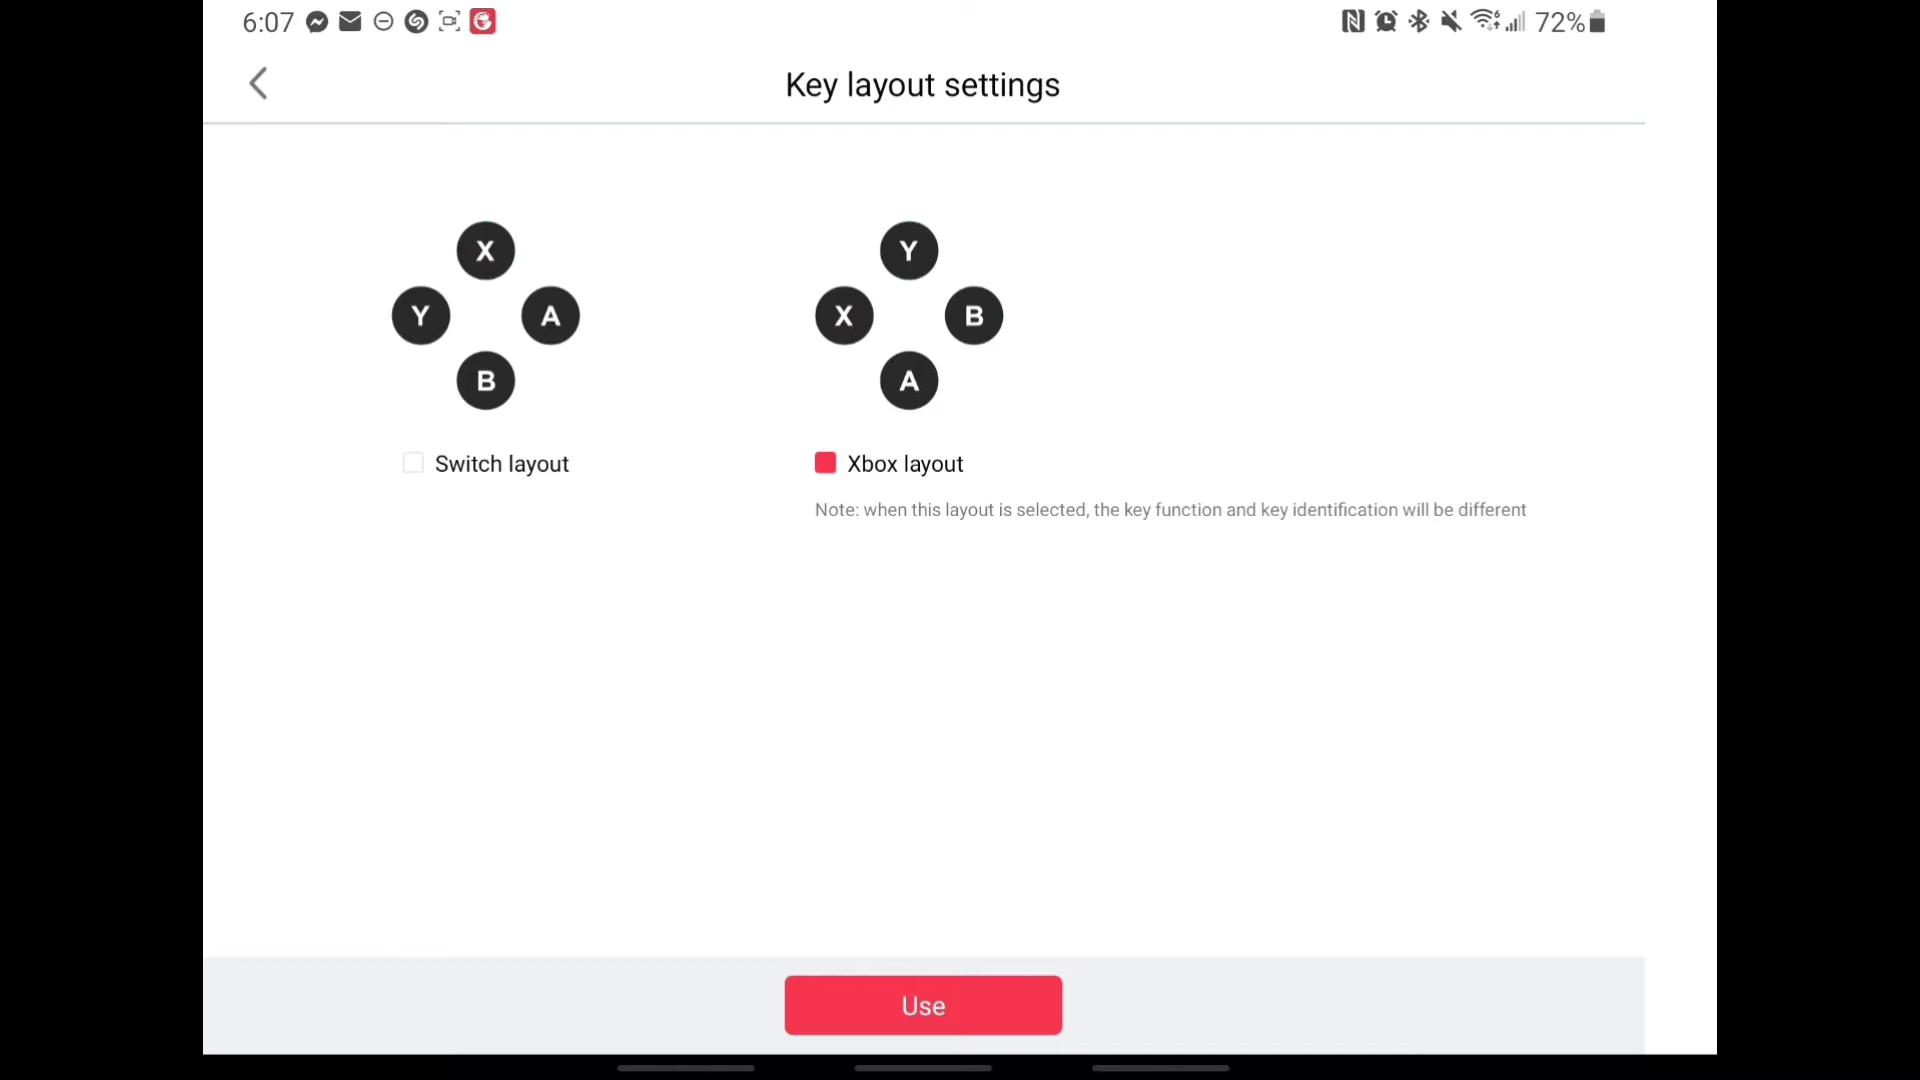 6:07 72%
Key layout settings
X Y
Y A X B
B A
Switch layout Xbox layout
Note: when this layout is selected, the key function and key identification will be different
Use